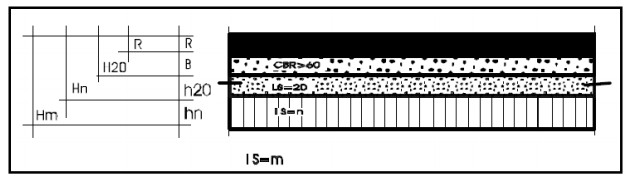 R R
B CBR>60
H20
Hn h20 IS=20
Hm hn IS=n
IS=m